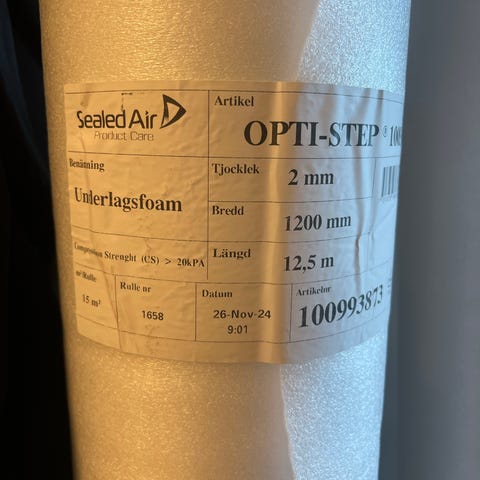 Sealed Air
Product Care
Artikel
OPTI-STEP ®
Benämning
Underlagsfoam
Tjocklek
2 mm
Bredd
1200 mm
Compression Strenght (CS) > 20kPA
Längd
12,5 m
m²/Rulle
15 m²
Rulle nr
1658
Datum
26-Nov-24
9:01
Artikelnr
100993873